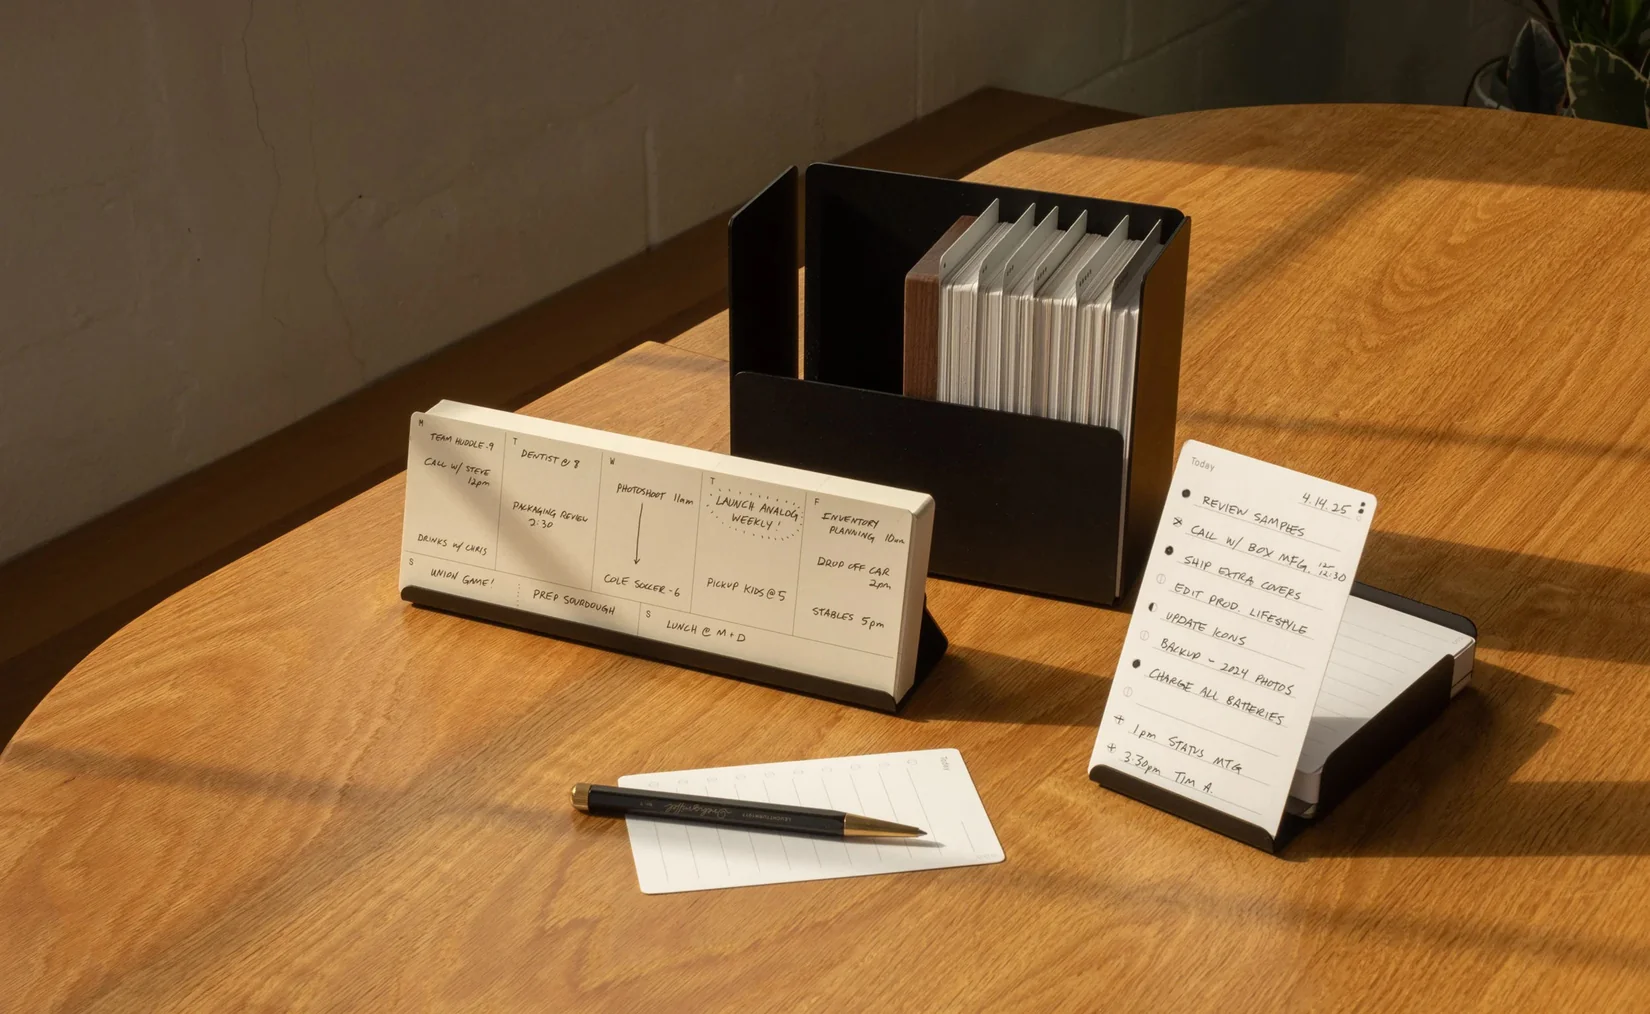 M
TEAM HUDDLE - 9
CALL W/ STEVE
12pm
DRINKS w/ CHRIS
T
DENTIST @ 8
PACKAGING REVIEW
2:30
W
PHOTOSHOOT 11am
COLE SOCCER - 6
T
LAUNCH ANALOG
WEEKLY!
PICKUP KIDS @ 5
F
INVENTORY
PLANNING 10am
DROP OFF CAR
2pm
STABLES 5pm
S
UNION GAME!
PREP SOURDOUGH
S
LUNCH @ M + D
Today
4.14.25
REVIEW SAMPLES
CALL W/ BOX MFG. 12-
12:30
SHIP EXTRA COVERS
EDIT PROD. LIFESTYLE
UPDATE ICONS
BACKUP - 2024 PHOTOS
CHARGE ALL BATTERIES
1pm STATUS MTG
3:30pm TIM A.
Today
LEUCHTTURM1917